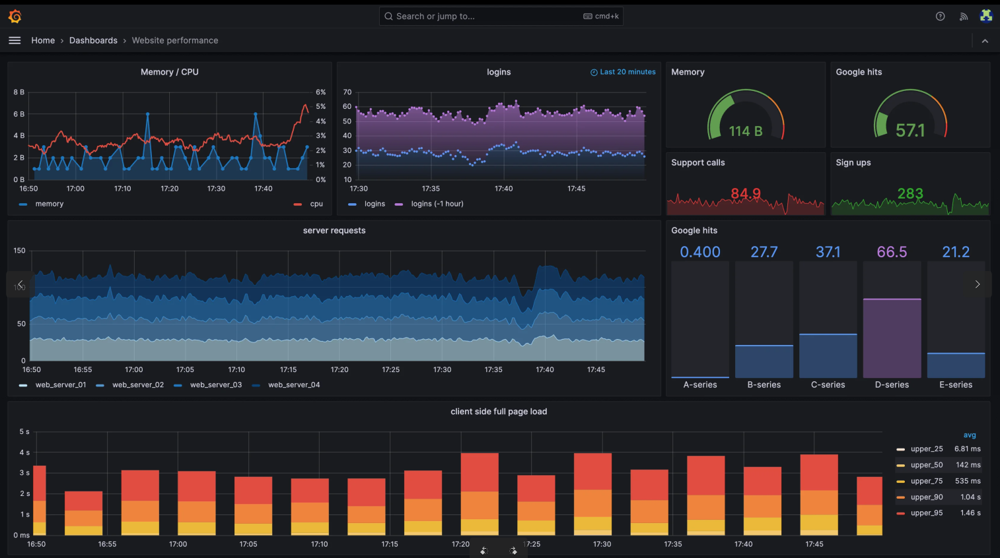 Search or jump to... cmd+k
Home › Dashboards › Website performance
Memory / CPU
8 B
6 B
4 B
2 B
0 B
6%
5%
4%
3%
2%
1%
0%
16:50 17:00 17:10 17:20 17:30 17:40
memory cpu
logins
Last 20 minutes
70
60
50
40
30
20
10
17:30 17:35 17:40 17:45
logins logins (-1 hour)
Memory
114 B
Google hits
57.1
Support calls
84.9
Sign ups
283
server requests
150
100
50
0
16:50 16:55 17:00 17:05 17:10 17:15 17:20 17:25 17:30 17:35 17:40 17:45
web_server_01 web_server_02 web_server_03 web_server_04
Google hits
0.400 27.7 37.1 66.5 21.2
A-series B-series C-series D-series E-series
client side full page load
5 s
4 s
3 s
2 s
1 s
0 ms
16:50 16:55 17:00 17:05 17:10 17:15 17:20 17:25 17:30 17:35 17:40 17:45
avg
upper_25 6.81 ms
upper_50 142 ms
upper_75 535 ms
upper_90 1.04 s
upper_95 1.46 s